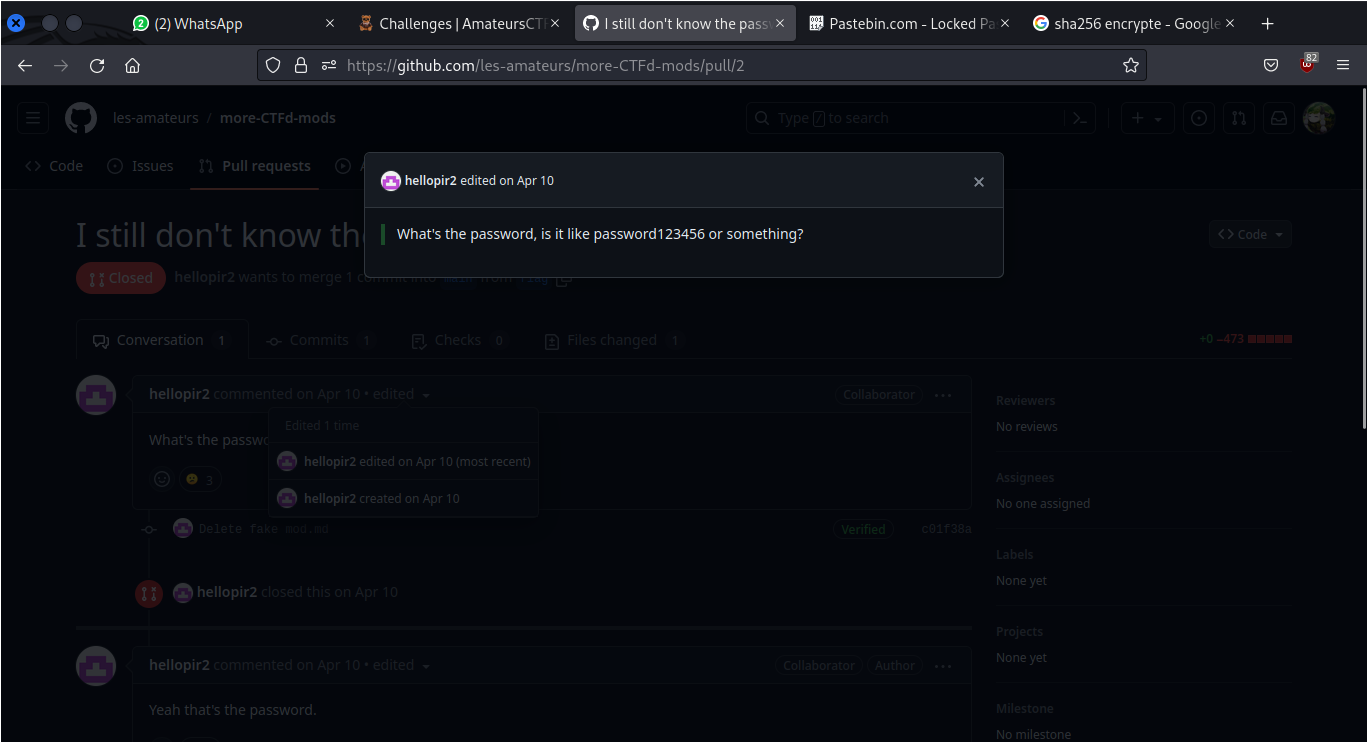 (2) WhatsApp
Challenges | AmateursCTF
I still don't know the pass
Pastebin.com - Locked Pa
sha256 encrypte - Google
https://github.com/les-amateurs/more-CTFd-mods/pull/2
82
les-amateurs / more-CTFd-mods
Type / to search
Code
Issues
Pull requests
hellopir2 edited on Apr 10
What's the password, is it like password123456 or something?
I still don't know the
Code
Closed
hellopir2 wants to merge 1 commit into main from flag
Conversation 1
Commits 1
Checks 0
Files changed 1
+0 −473
hellopir2 commented on Apr 10 • edited
Collaborator
Edited 1 time
What's the passwo
hellopir2 edited on Apr 10 (most recent)
3
hellopir2 created on Apr 10
Delete fake mod.md
Verified
c01f38a
hellopir2 closed this on Apr 10
hellopir2 commented on Apr 10 • edited
Collaborator
Author
Yeah that's the password.
Reviewers
No reviews
Assignees
No one assigned
Labels
None yet
Projects
None yet
Milestone
No milestone